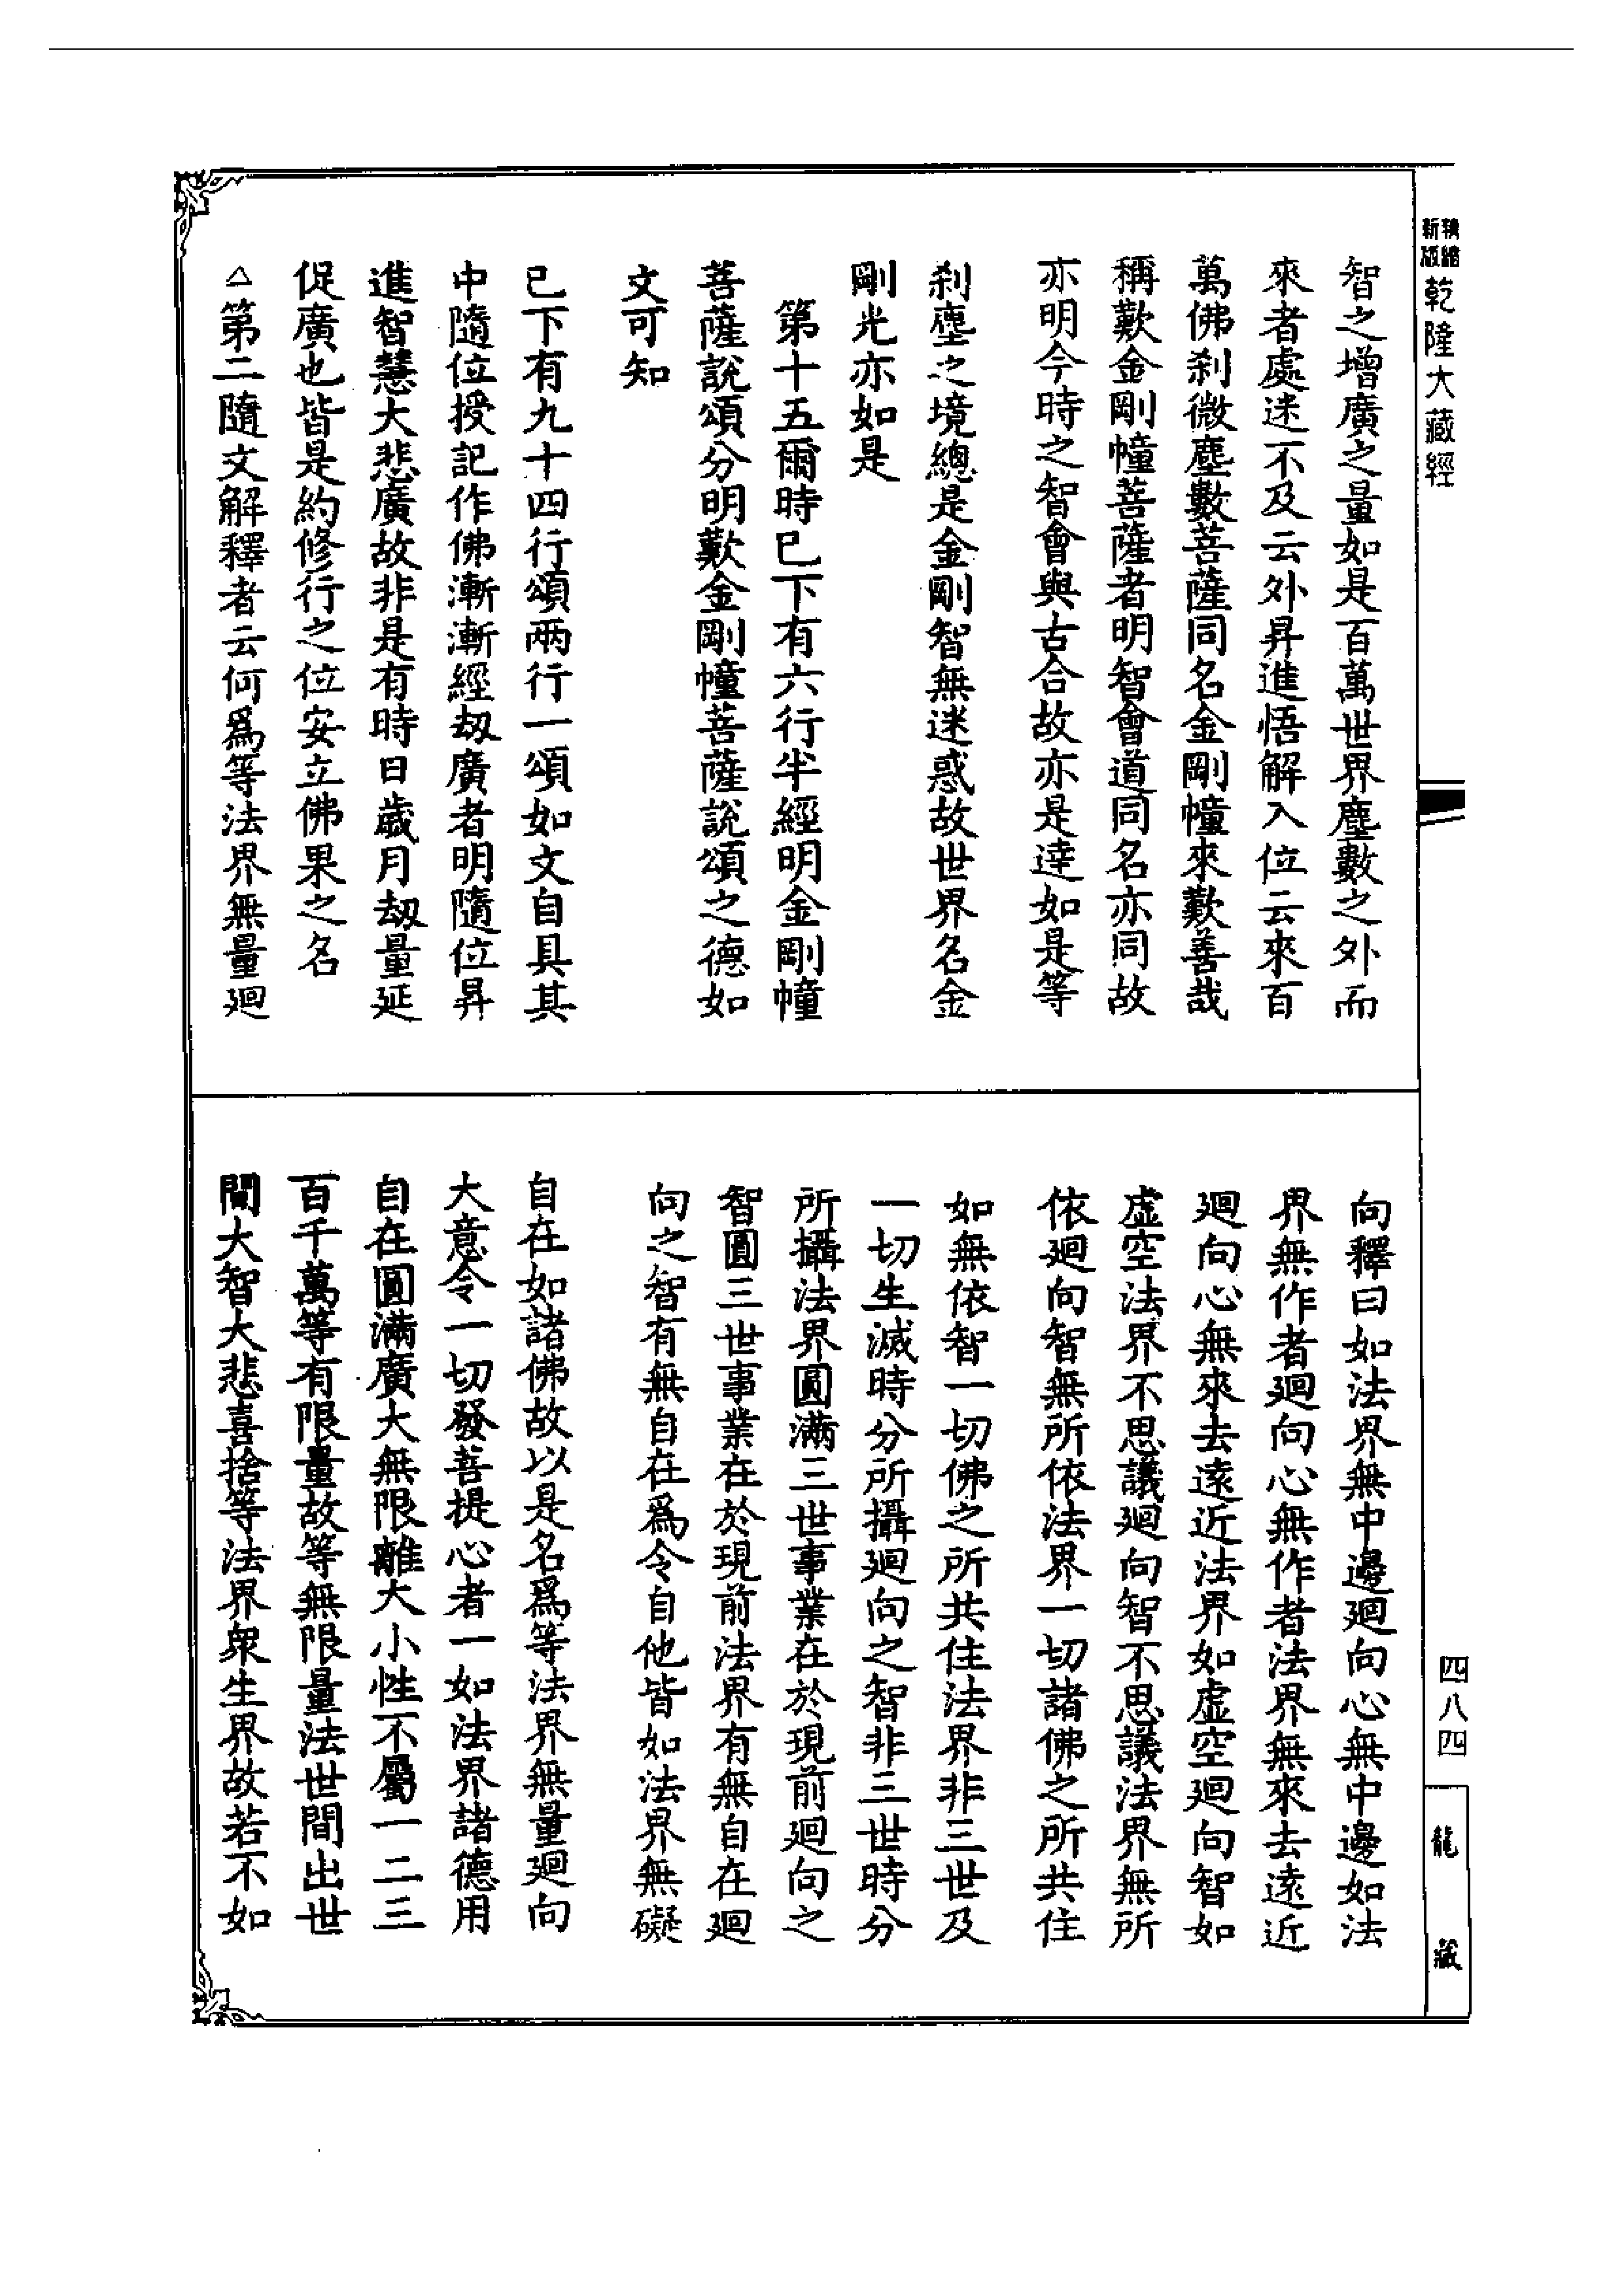 新版
精縮
乾隆大藏經
智之增廣之量如是百萬世界塵數之外而
來者處迷不及云外昇進悟解入位云來百
萬佛刹微塵數菩薩同名金剛幢來歎善哉
稱歎金剛幢菩薩者明智會道同名亦同故
亦明今時之智會與古合故亦是達如是等
刹塵之境總是金剛智無迷惑故世界名金
剛光亦如是
第十五爾時已下有六行半經明金剛幢
菩薩說頌分明歎金剛幢菩薩說頌之德如
文可知
已下有九十四行頌兩行一頌如文自具其
中隨位授記作佛漸漸經劫廣者明隨位昇
進智慧大悲廣故非是有時日歲月劫量延
促廣也皆是約修行之位安立佛果之名
△第二隨文解釋者云何爲等法界無量廻
向釋曰如法界無中邊廻向心無中邊如法
界無作者廻向心無作者法界無來去遠近
廻向心無來去遠近法界如虛空廻向智如
虛空法界不思議廻向智不思議法界無所
依廻向智無所依法界一切諸佛之所共住
如無依智一切佛之所共住法界非三世及
一切生滅時分所攝廻向之智非三世時分
所攝法界圓滿三世事業在於現前廻向之
智圓三世事業在於現前法界有無自在廻
向之智有無自在爲令自他皆如法界無礙
自在如諸佛故以是名爲等法界無量廻向
大意令一切發菩提心者一如法界諸德用
自在圓滿廣大無限離大小性不屬一二三
百千萬等有限量故等無限量法世間出世
間大智大悲喜捨等法界衆生界故若不如
四八四
龍藏